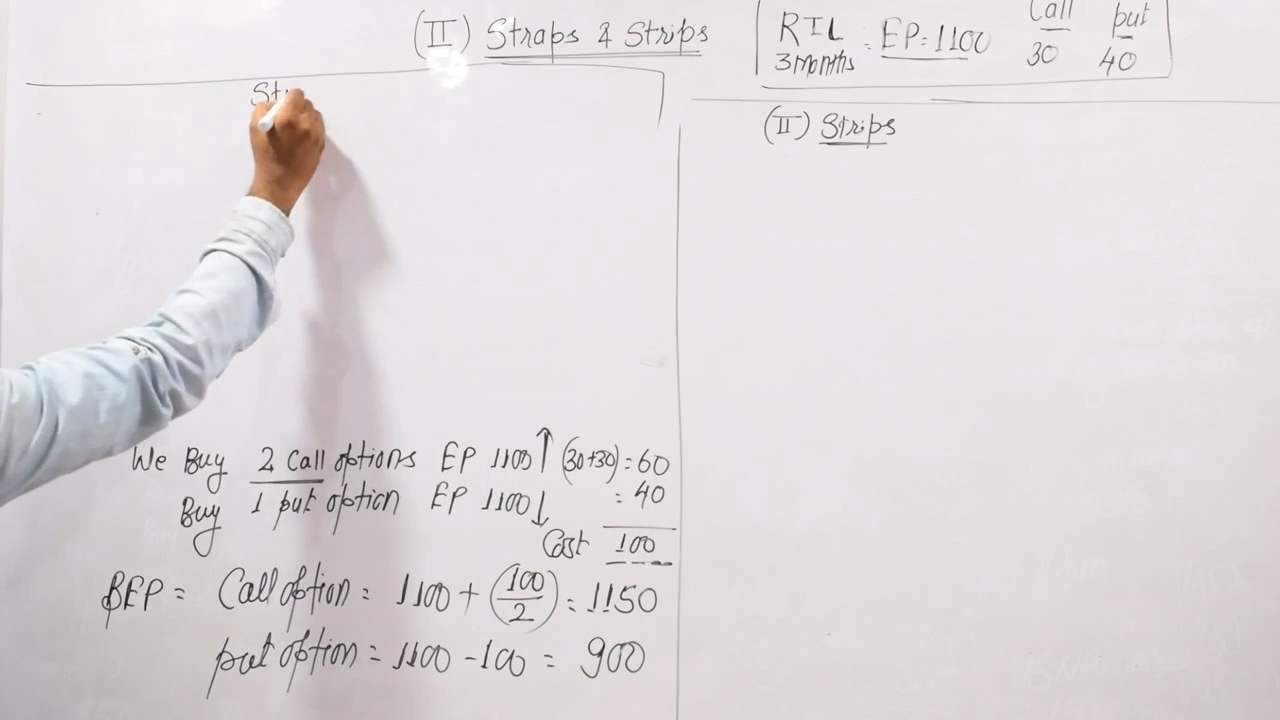 (II) Straps & Strips
RIL = EP=1100 Call put
3 months 30 40
St
We Buy 2 Call options EP 1100↑ (30+30) = 60
Buy 1 put option EP 1100↓ = 40
Cost 100
BEP = Call option = 1100 + (100/2) = 1150
put option = 1100 - 100 = 900
(II) Strips